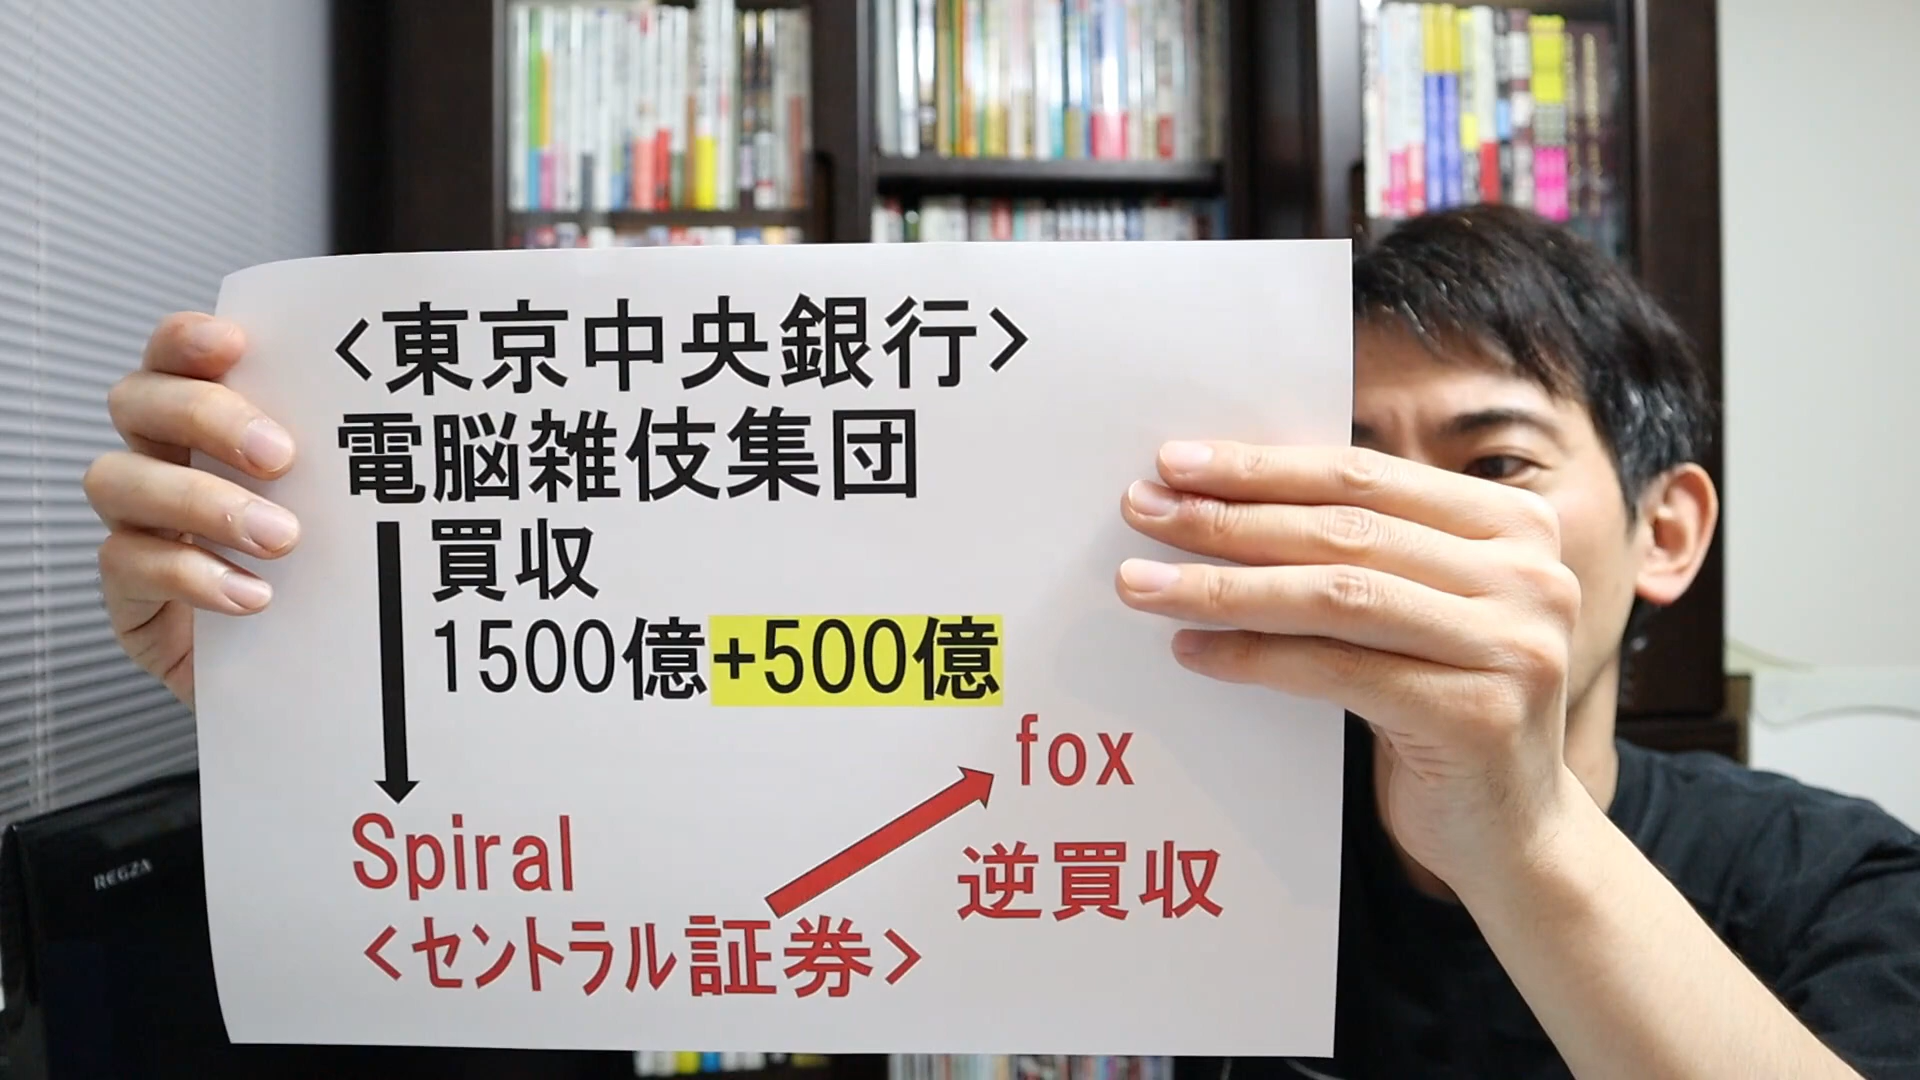 <東京中央銀行>
電脳雑伎集団
買収
1500億+500億
fox
Spiral
逆買収
<セントラル証券>
REGZA